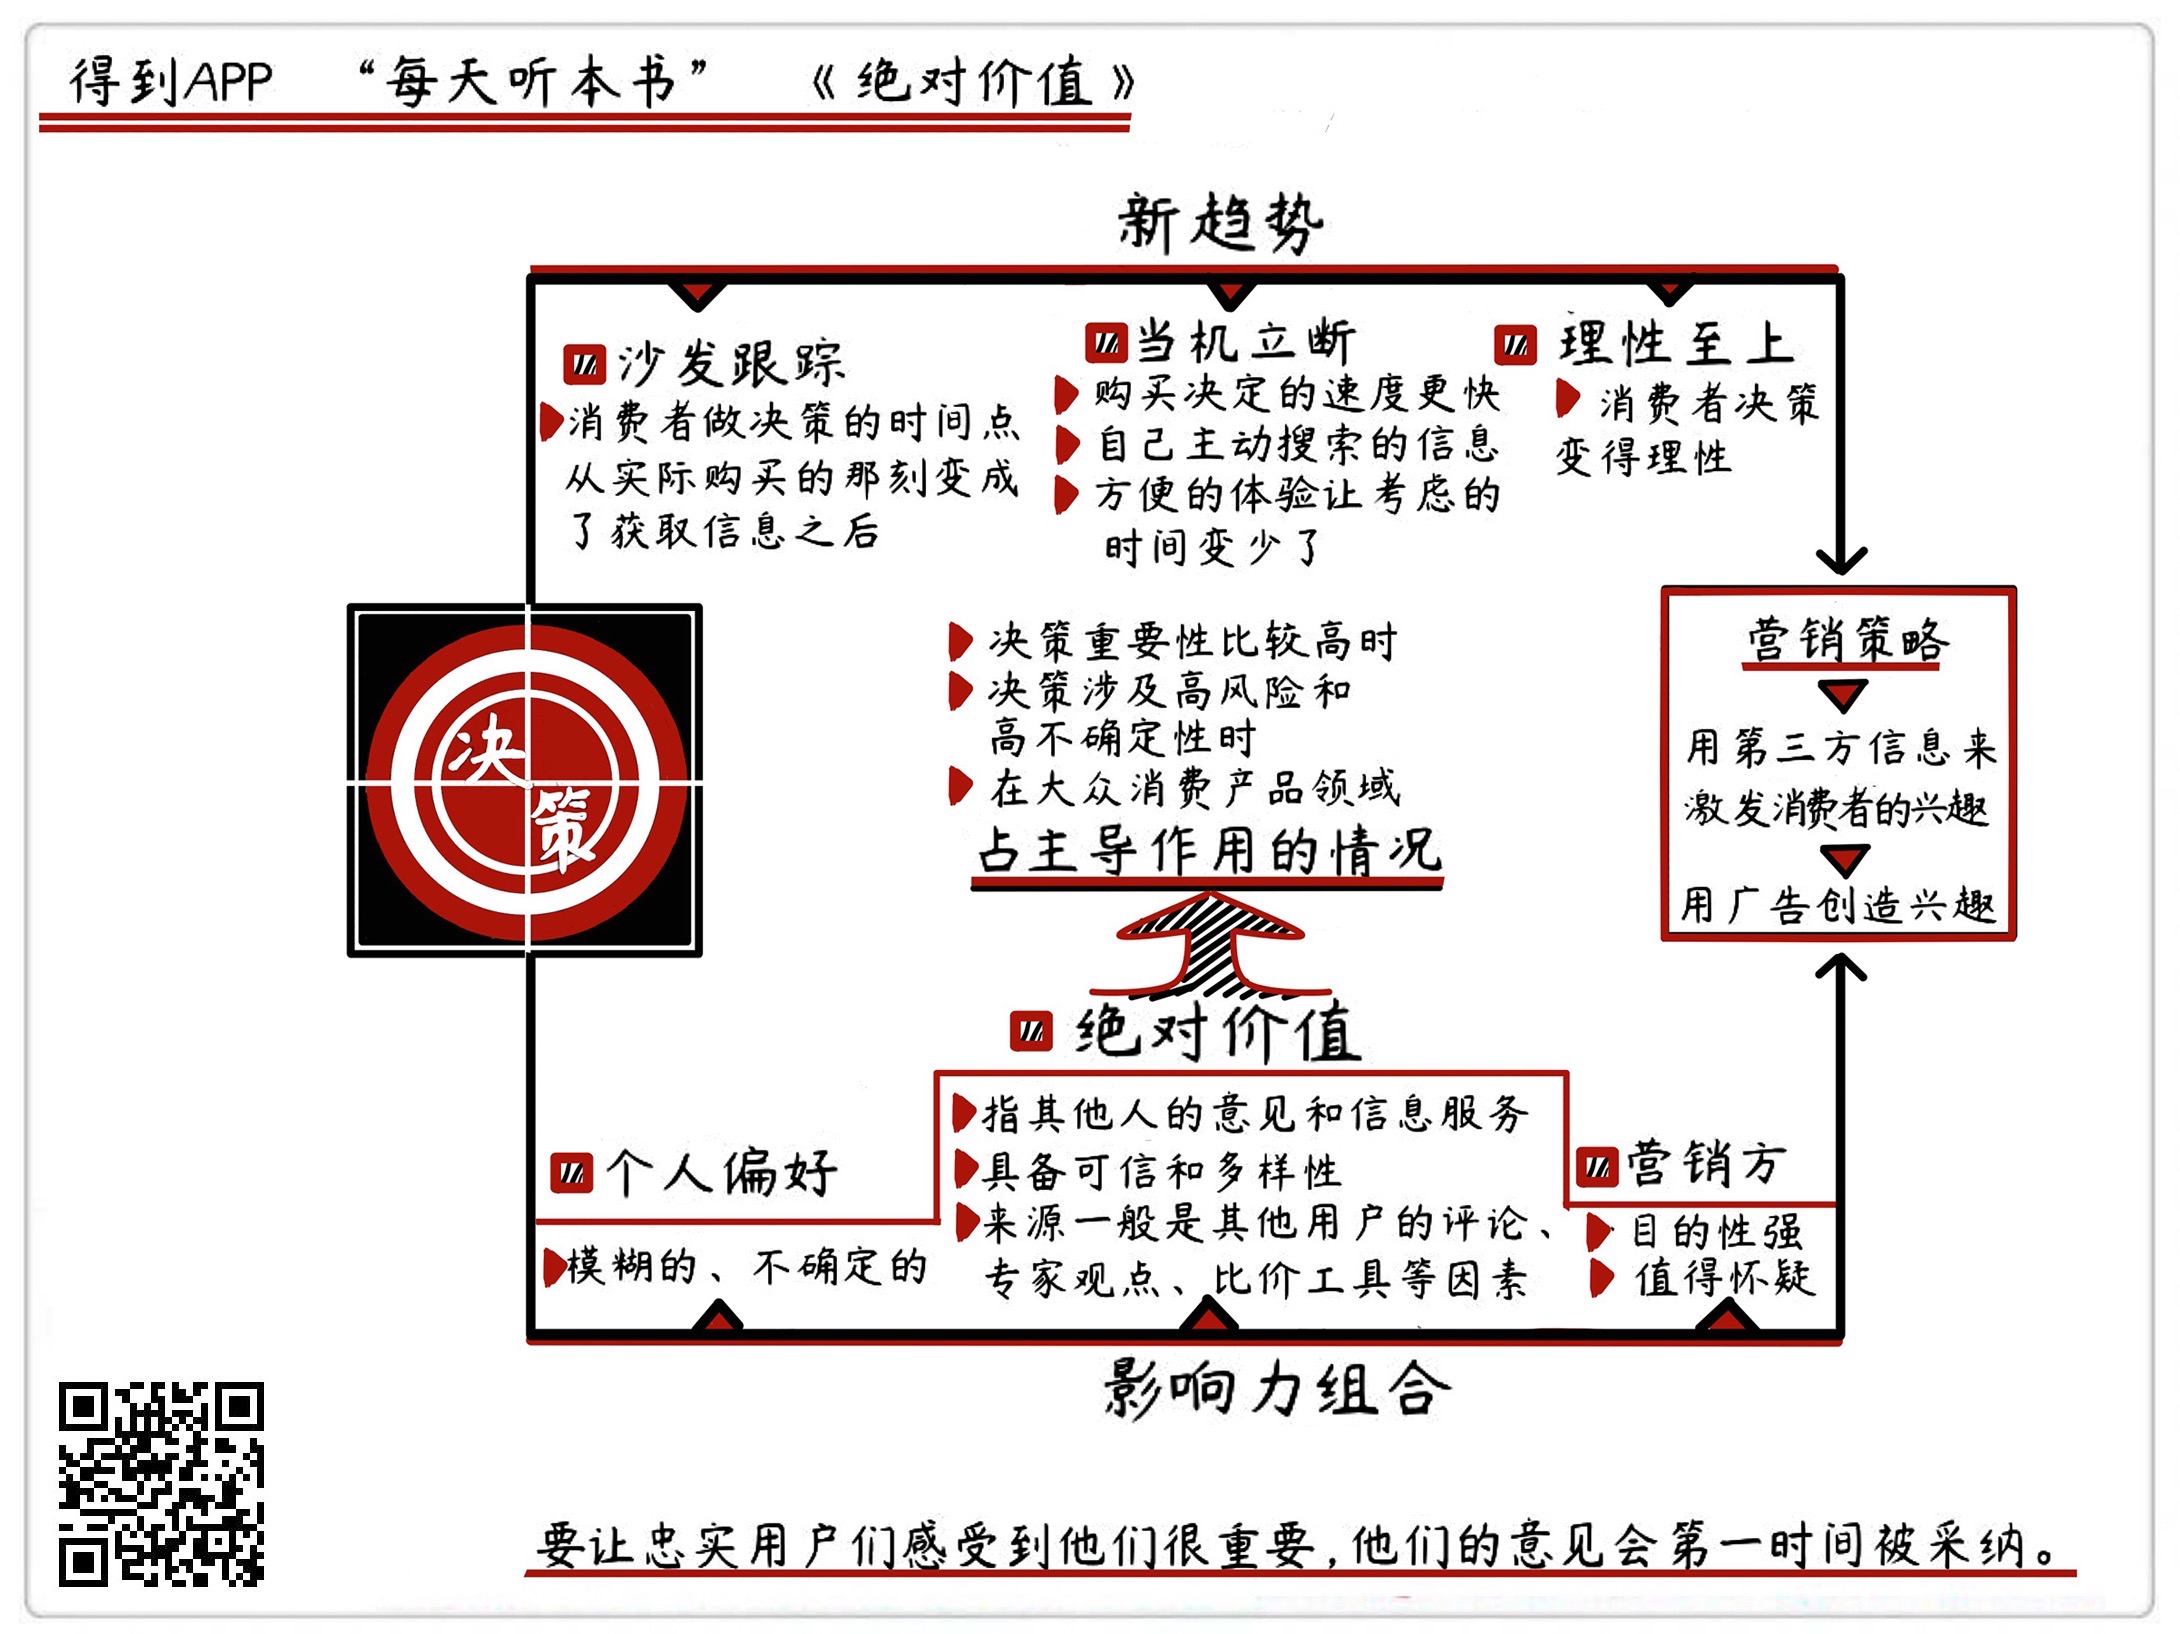 得到APP “每天听本书” 《绝对价值》
新趋势
沙发跟踪
消费者做决策的时间点
从实际购买的那刻变成
了获取信息之后
当机立断
购买决定的速度更快
自己主动搜索的信息
方便的体验让考虑的
时间变少了
理性至上
消费者决策
变得理性
决策
决策重要性比较高时
决策涉及高风险和
高不确定性时
在大众消费产品领域
占主导作用的情况
营销策略
用第三方信息来
激发消费者的兴趣
用广告创造兴趣
绝对价值
指其他人的意见和信息服务
具备可信和多样性
来源一般是其他用户的评论、
专家观点、比价工具等因素
个人偏好
模糊的、不确定的
营销方
目的性强
值得怀疑
影响力组合
要让忠实用户们感受到他们很重要,他们的意见会第一时间被采纳。